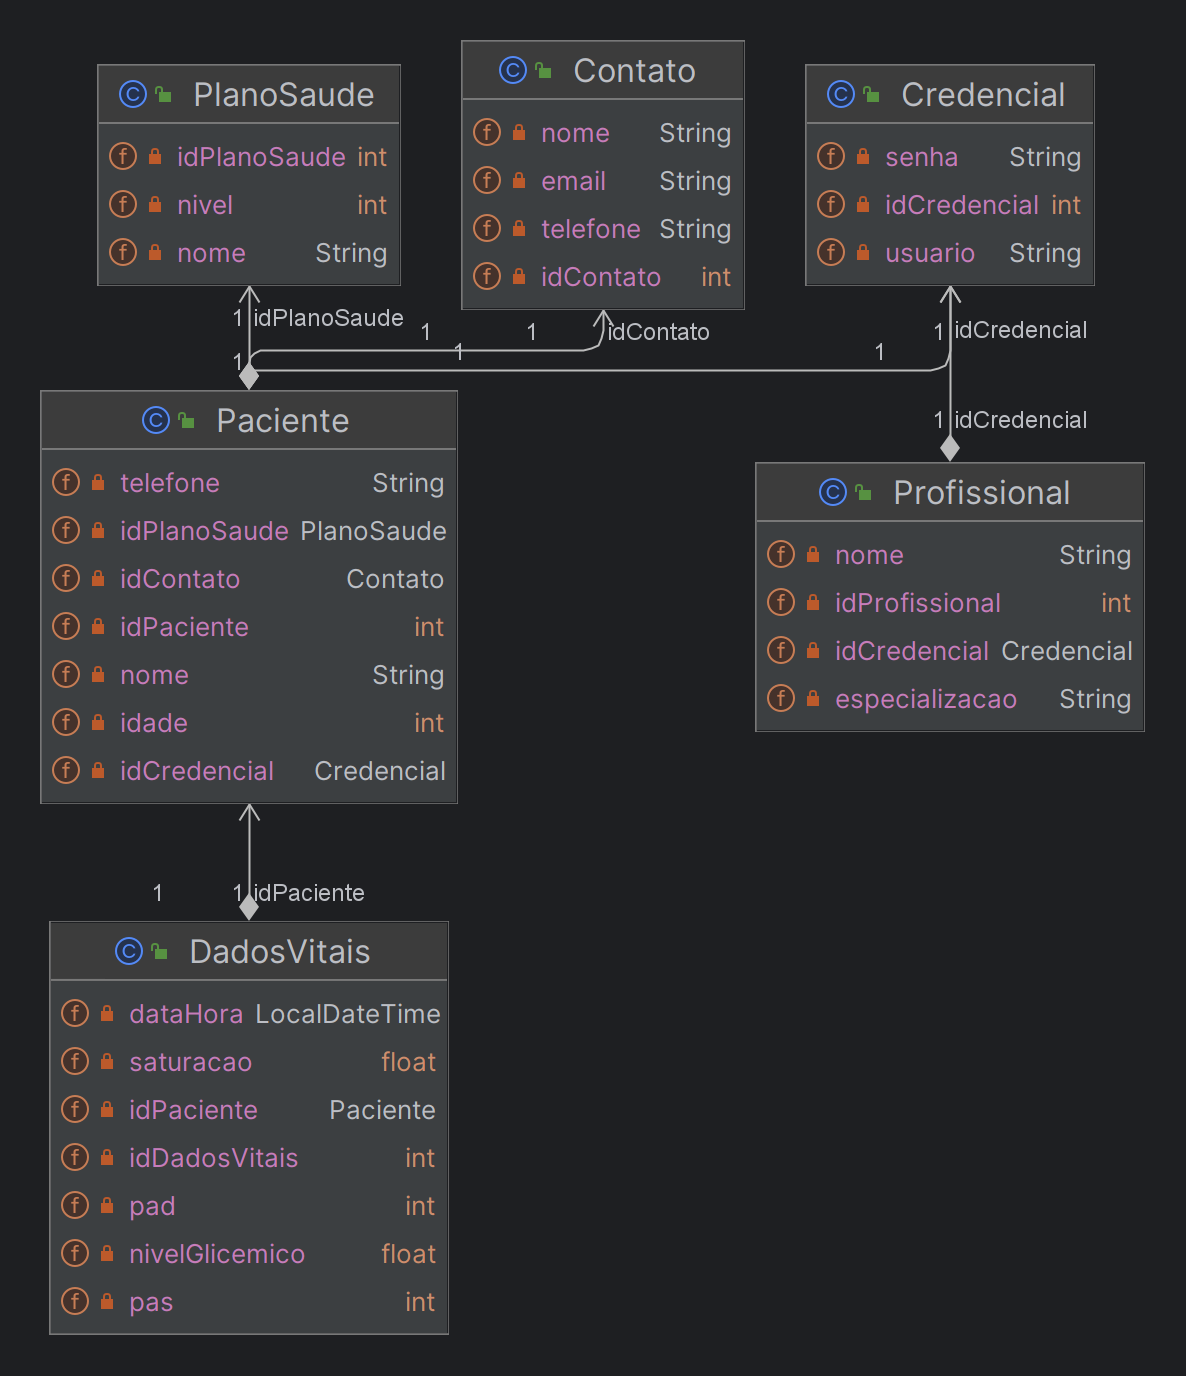 PlanoSaude
idPlanoSaude int
nivel int
nome String
Contato
nome String
email String
telefone String
idContato int
Credencial
senha String
idCredencial int
usuario String
1 idPlanoSaude
1 1 idContato
1 idCredencial
1
1
1
1 idCredencial
Paciente
telefone String
idPlanoSaude PlanoSaude
idContato Contato
idPaciente int
nome String
idade int
idCredencial Credencial
Profissional
nome String
idProfissional int
idCredencial Credencial
especializacao String
1 1 idPaciente
DadosVitais
dataHora LocalDateTime
saturacao float
idPaciente Paciente
idDadosVitais int
pad int
nivelGlicemico float
pas int